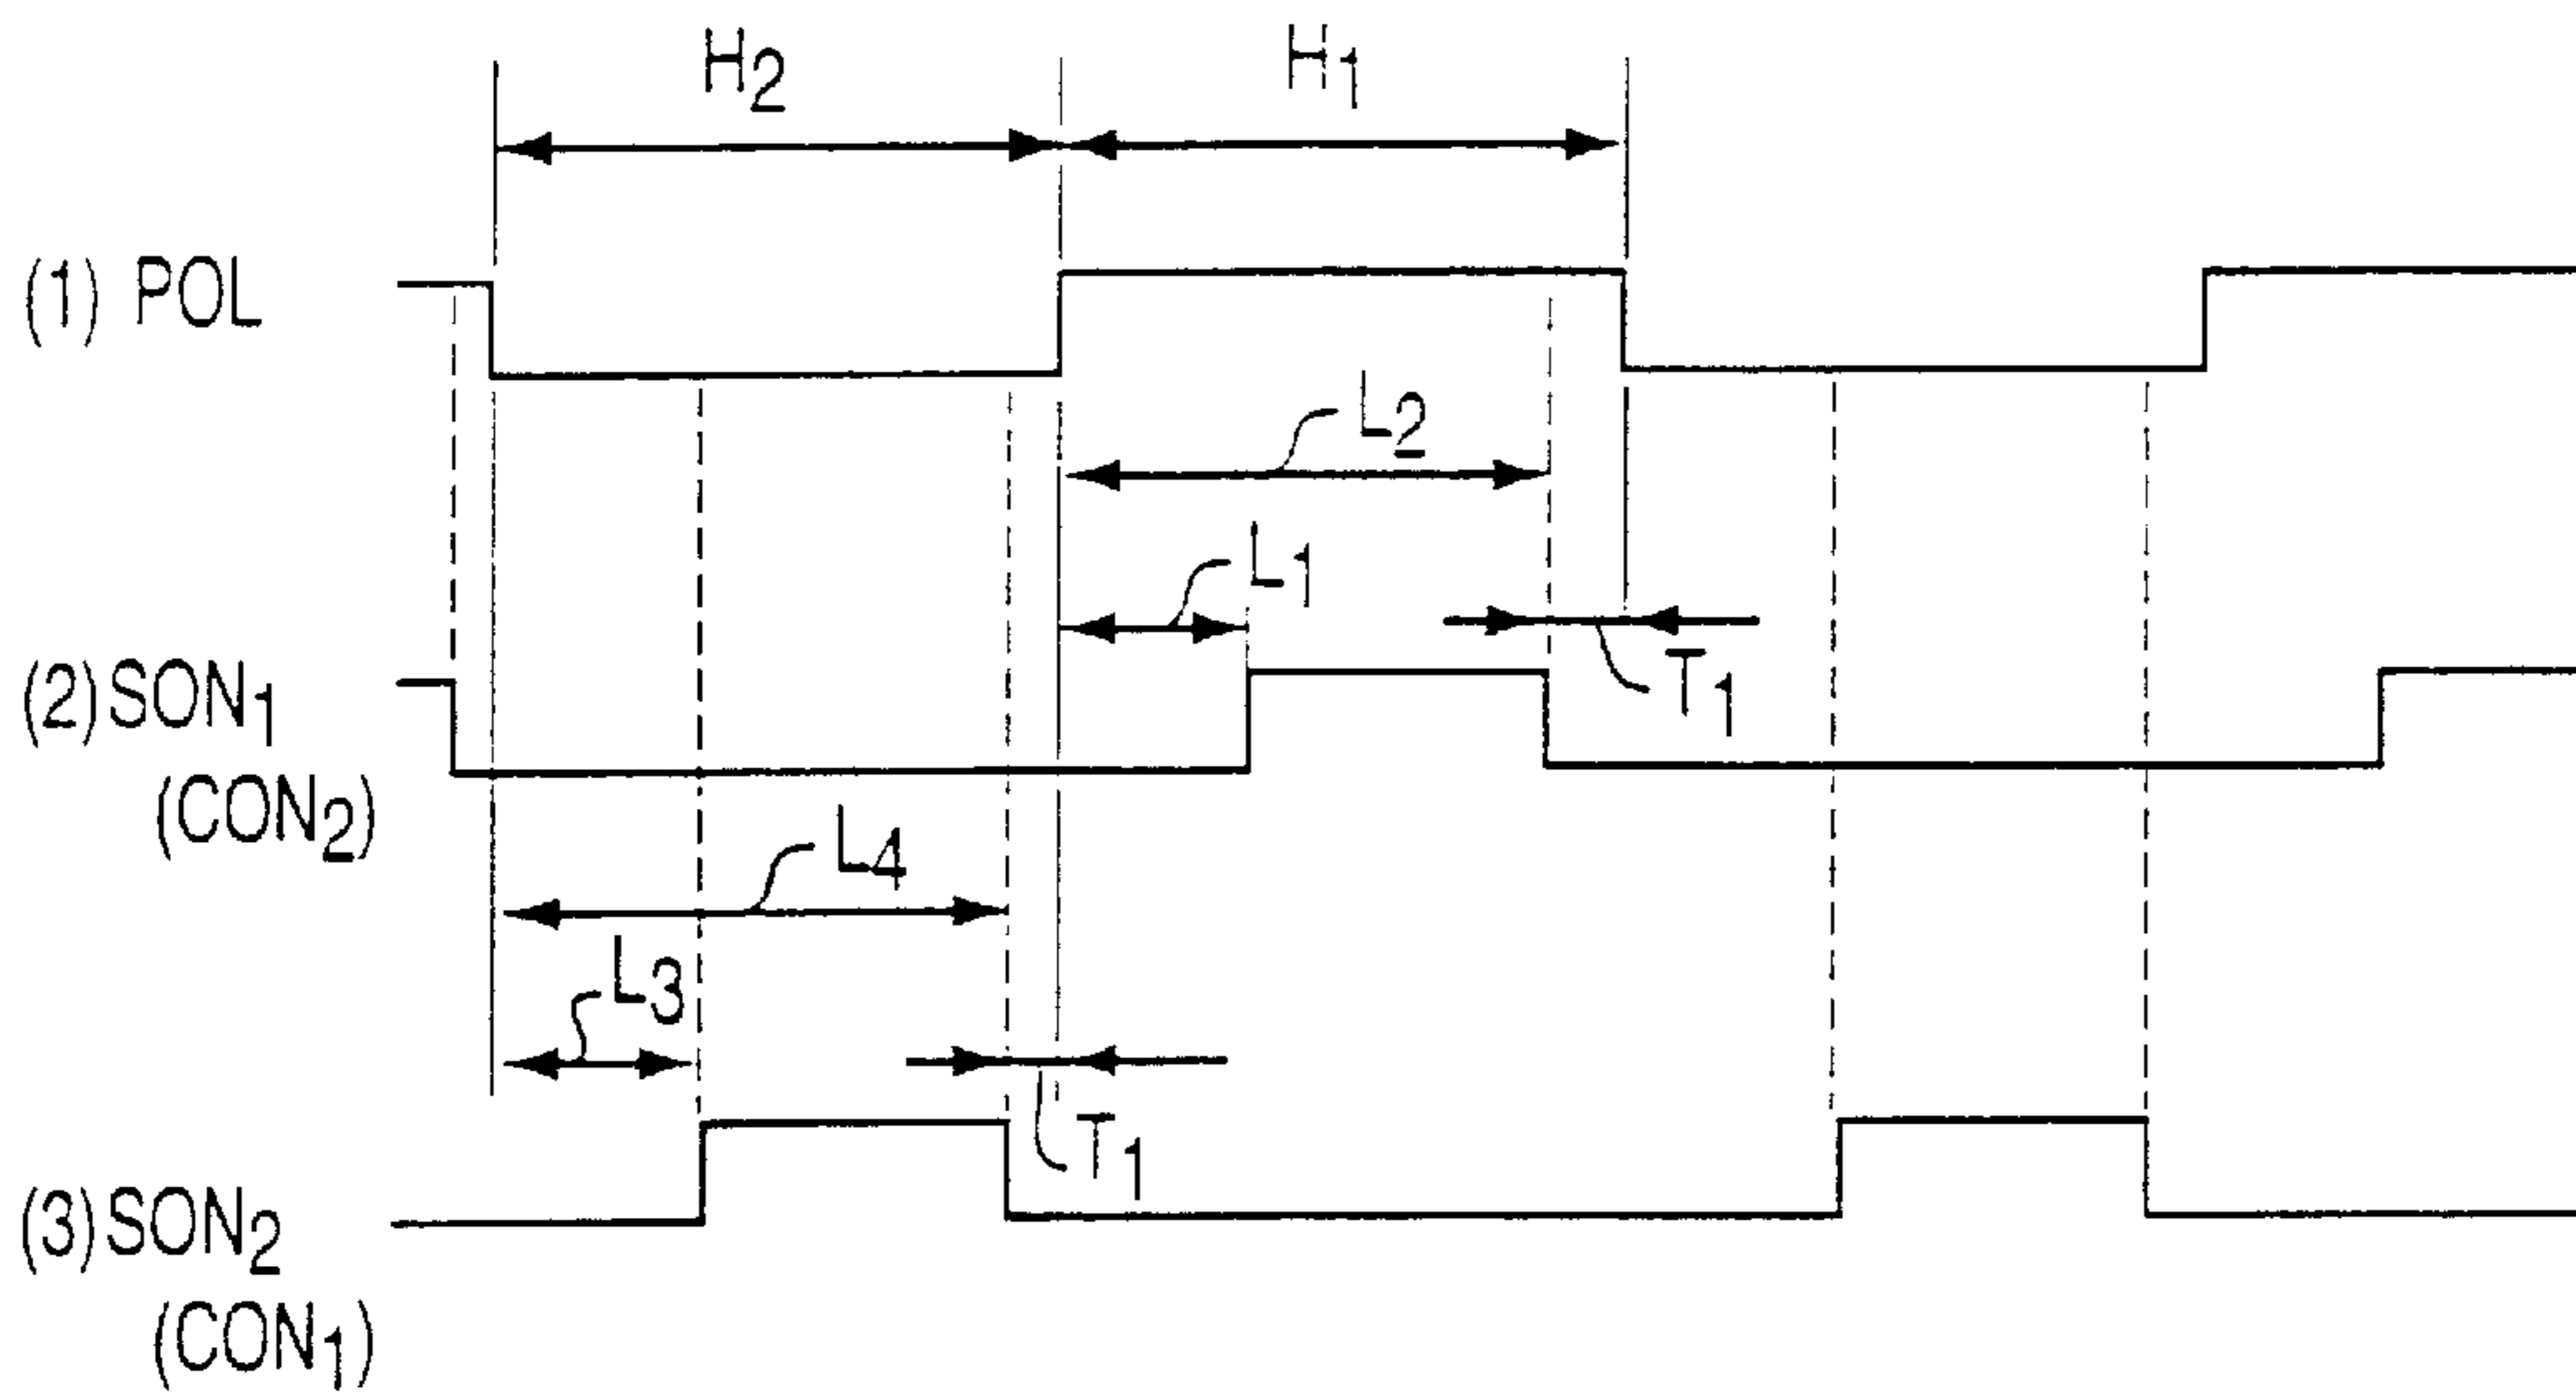 H2 H1
(1) POL
L2
L1
T1
(2) SON1
(CON2)
L4
L3
T1
(3) SON2
(CON1)